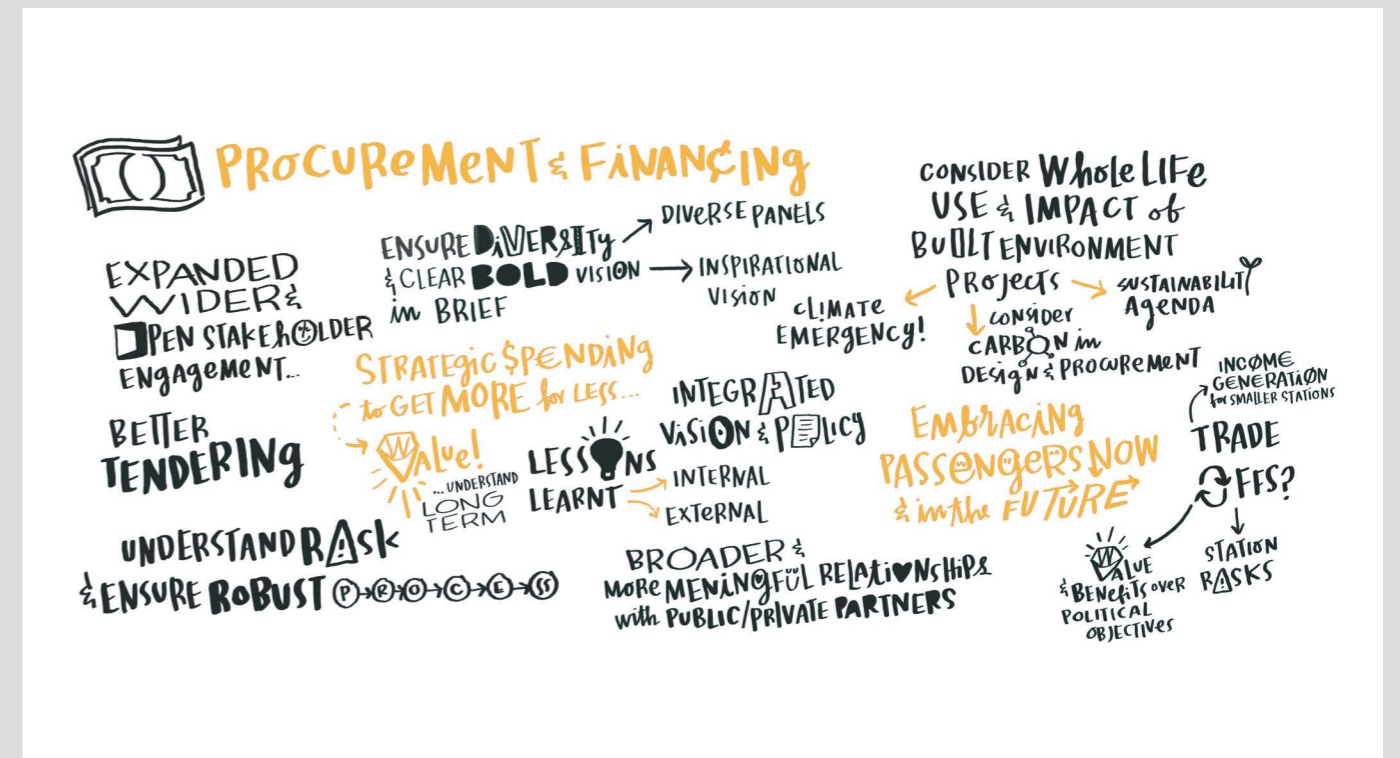 PROCUREMENT & FINANCING
EXPANDED
WIDER &
OPEN STAKEHOLDER
ENGAGEMENT...
ENSURE DIVERSITY
& CLEAR BOLD VISION
in BRIEF
DIVERSE PANELS
INSPIRATIONAL
VISION
CONSIDER Whole LIFE
USE & IMPACT of
BUILT ENVIRONMENT
PROJECTS
CLIMATE
EMERGENCY!
CONSIDER
CARBON in
DESIGN & PROCUREMENT
SUSTAINABILITY
AGENDA
STRATEGIC SPENDING
to GET MORE for LESS...
VALUE!
...UNDERSTAND
LONG
TERM
BETTER
TENDERING
LESSONS
LEARNT
INTEGRATED
VISION & POLICY
INTERNAL
EXTERNAL
EMBRACING
PASSENGERS NOW
& in the FUTURE
INCOME
GENERATION
for SMALLER STATIONS
TRADE
OFFS?
VALUE
& BENEFITS OVER
POLITICAL
OBJECTIVES
STATION
RISKS
UNDERSTAND RISK
& ENSURE ROBUST PROCESS
BROADER &
MORE MENINGFUL RELATIONSHIPS
with PUBLIC/PRIVATE PARTNERS